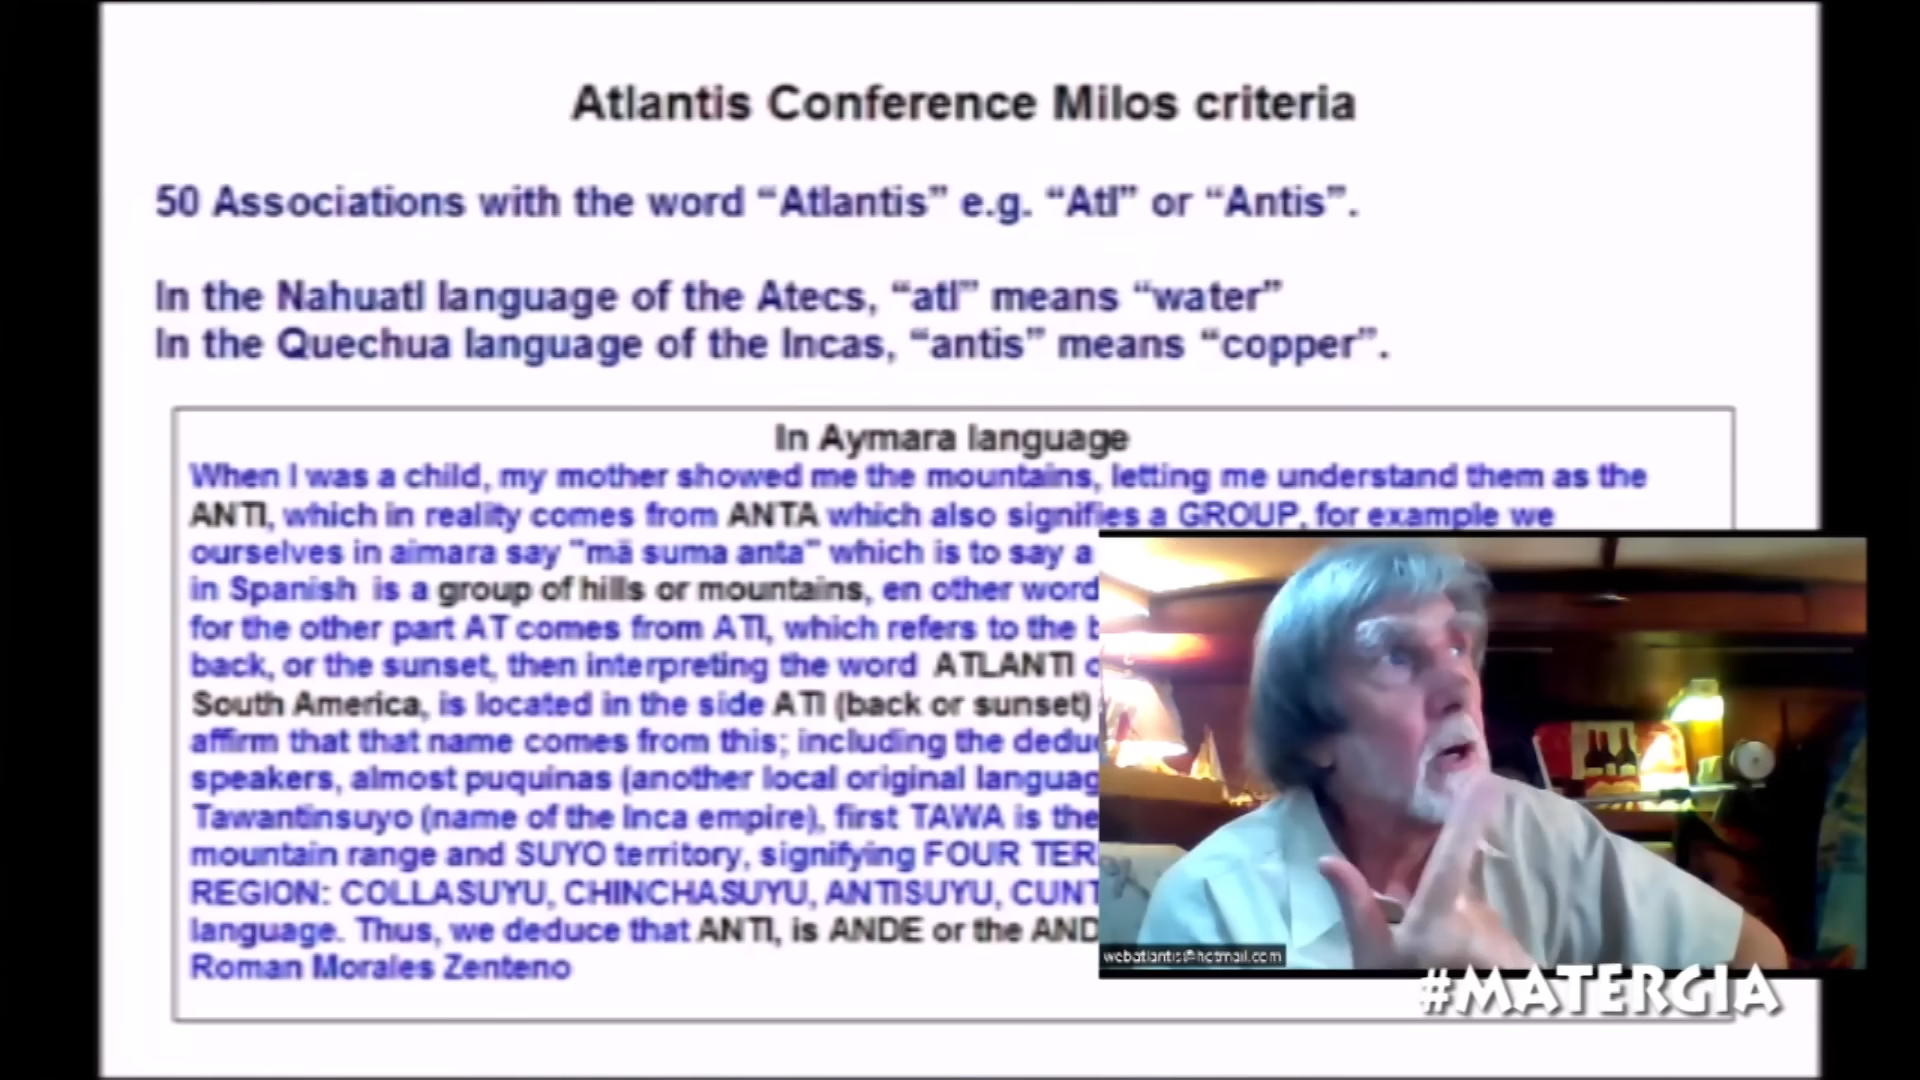 Atlantis Conference Milos criteria
50 Associations with the word “Atlantis” e.g. “Atl” or “Antis”.
In the Nahuatl language of the Atecs, “atl” means “water”
In the Quechua language of the Incas, “antis” means “copper”.
In Aymara language
When I was a child, my mother showed me the mountains, letting me understand them as the
ANTI, which in reality comes from ANTA which also signifies a GROUP, for example we
ourselves in aimara say "mä suma anta" which is to say a
in Spanish is a group of hills or mountains, en other word
for the other part AT comes from ATI, which refers to the
back, or the sunset, then interpreting the word ATLANTI
South America, is located in the side ATI (back or sunset)
affirm that that name comes from this; including the
speakers, almost puquinas (another local original
Tawantinsuyo (name of the Inca empire), first TAWA is the
mountain range and SUYO territory, signifying FOUR
REGION: COLLASUYU, CHINCHASUYU, ANTISUYU,
language. Thus, we deduce that ANTI, is ANDE or the
Roman Morales Zenteno
webatlantis@hotmail.com
#MATERGIA